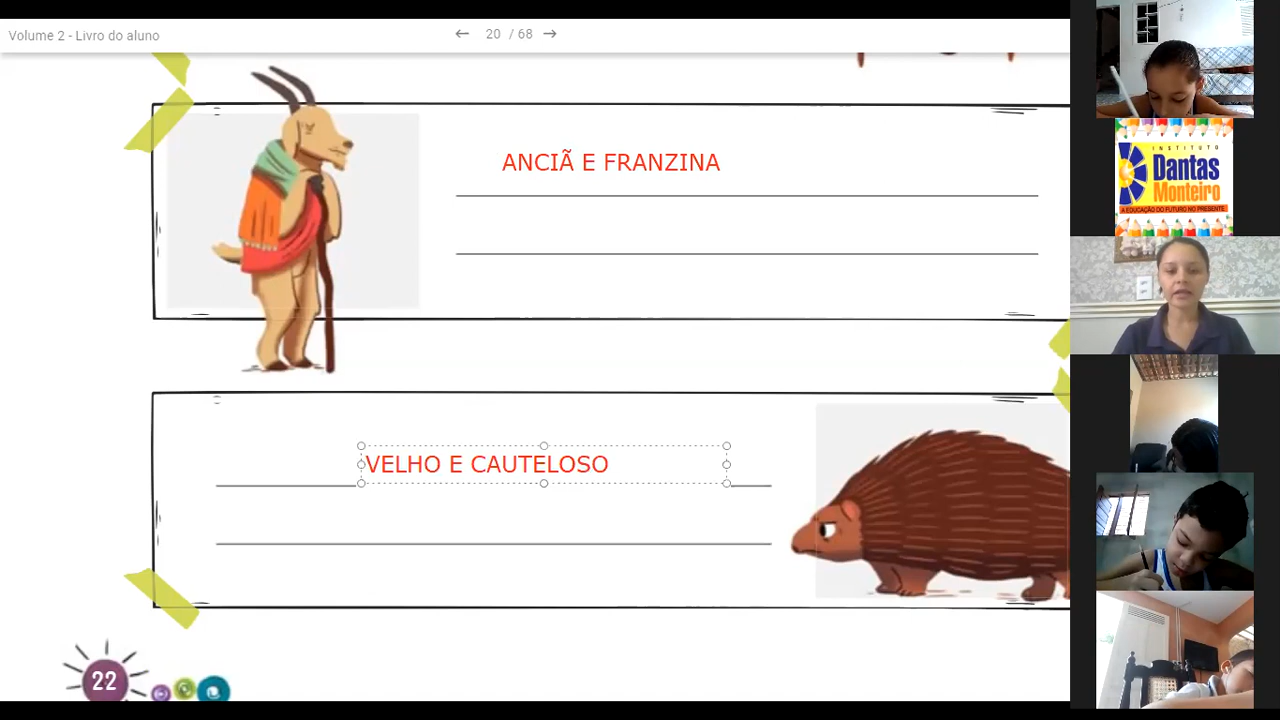 Volume 2 - Livro do aluno
20 / 68
ANCIÃ E FRANZINA
VELHO E CAUTELOSO
22
INSTITUTO
Dantas
Monteiro
A EDUCAÇÃO DO FUTURO NO PRESENTE